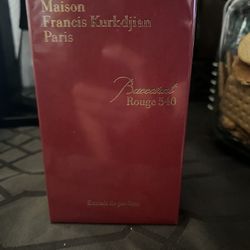 Maison
Francis Kurkdjian
Paris
Baccarat
Rouge 540
Extrait de parfum